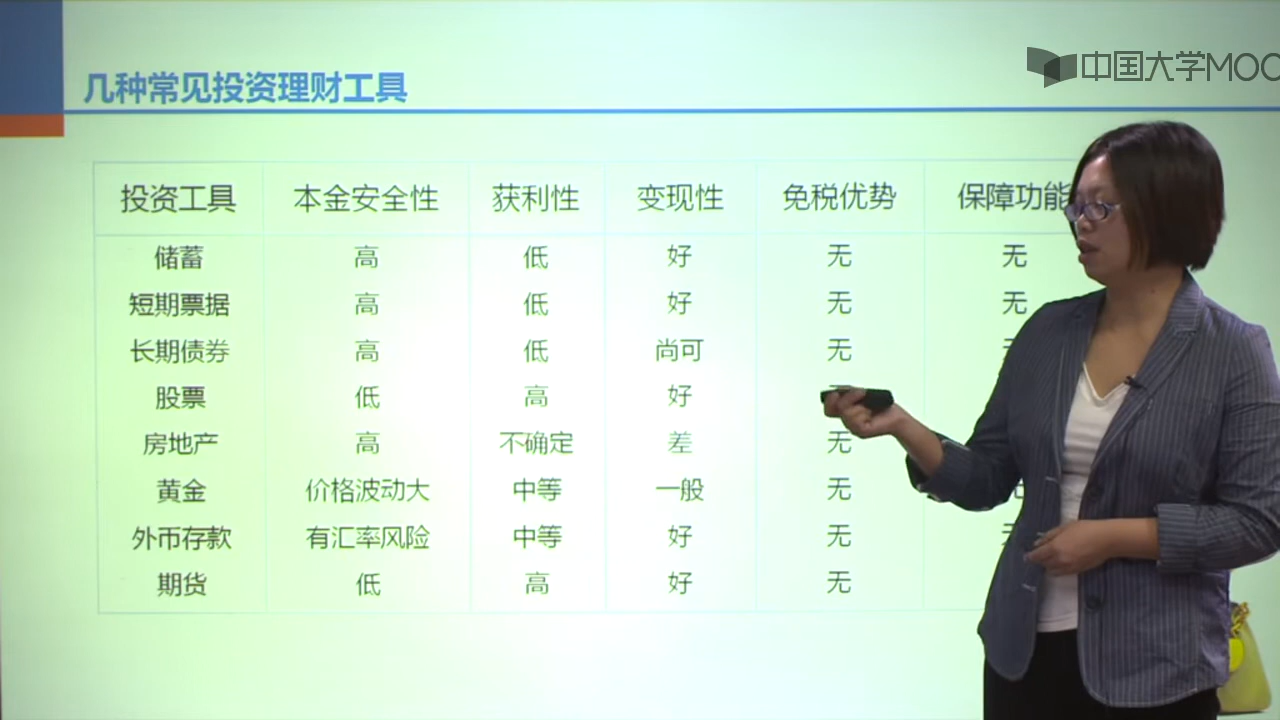 中国大学MOO
几种常见投资理财工具
投资工具 本金安全性 获利性 变现性 免税优势 保障功能
储蓄 高 低 好 无 无
短期票据 高 低 好 无 无
长期债券 高 低 尚可 无
股票 低 高 好
房地产 高 不确定 差 无
黄金 价格波动大 中等 一般 无
外币存款 有汇率风险 中等 好 无
期货 低 高 好 无